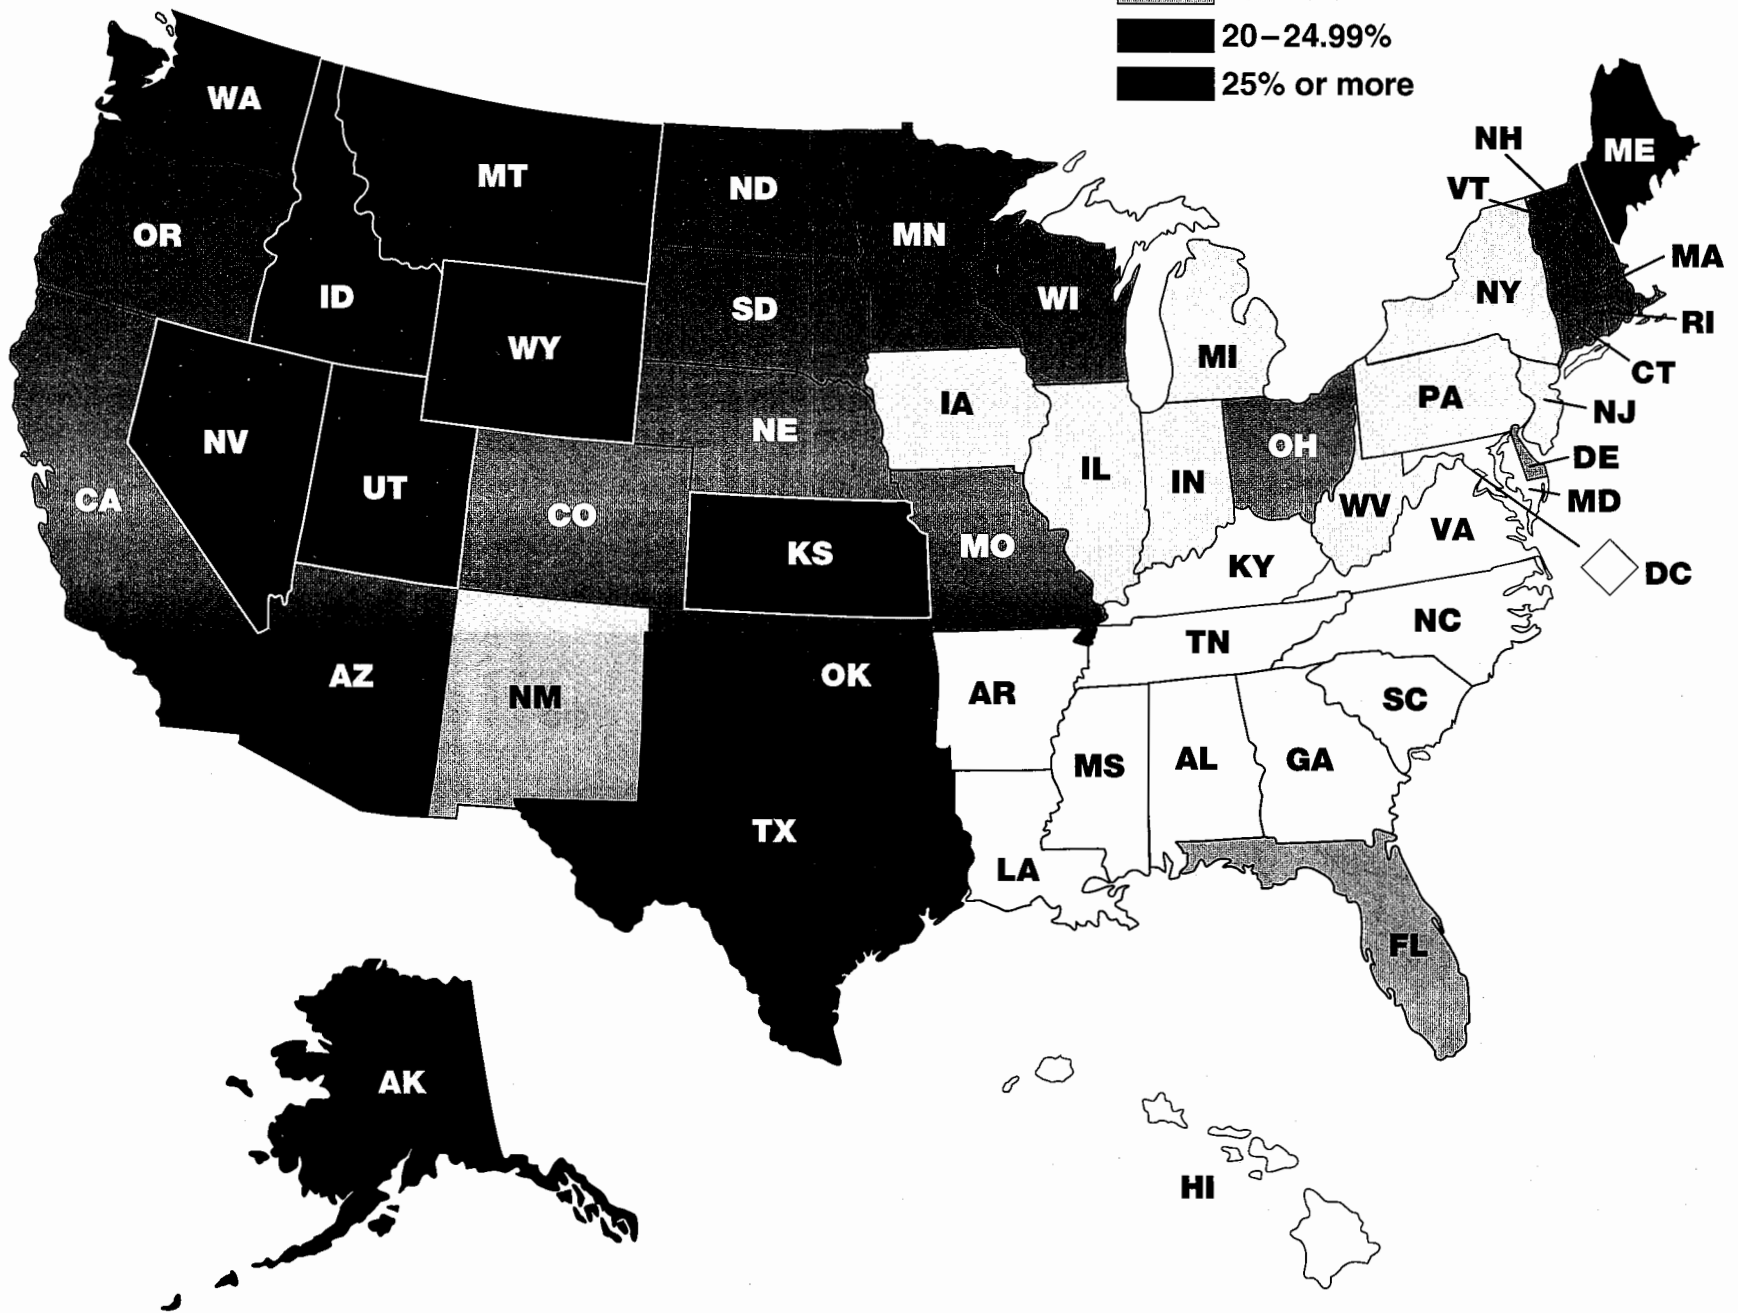 20–24.99%
25% or more
WA
MT
ND
MN
OR
ID
SD
WI
WY
NH
ME
VT
MA
NY
RI
MI
CT
IA
PA
NJ
NE
NV
OH
DE
IL
IN
UT
CA
CO
WV
MD
VA
KS
MO
KY
DC
NC
TN
AZ
OK
NM
AR
SC
MS
AL
GA
TX
LA
FL
AK
HI